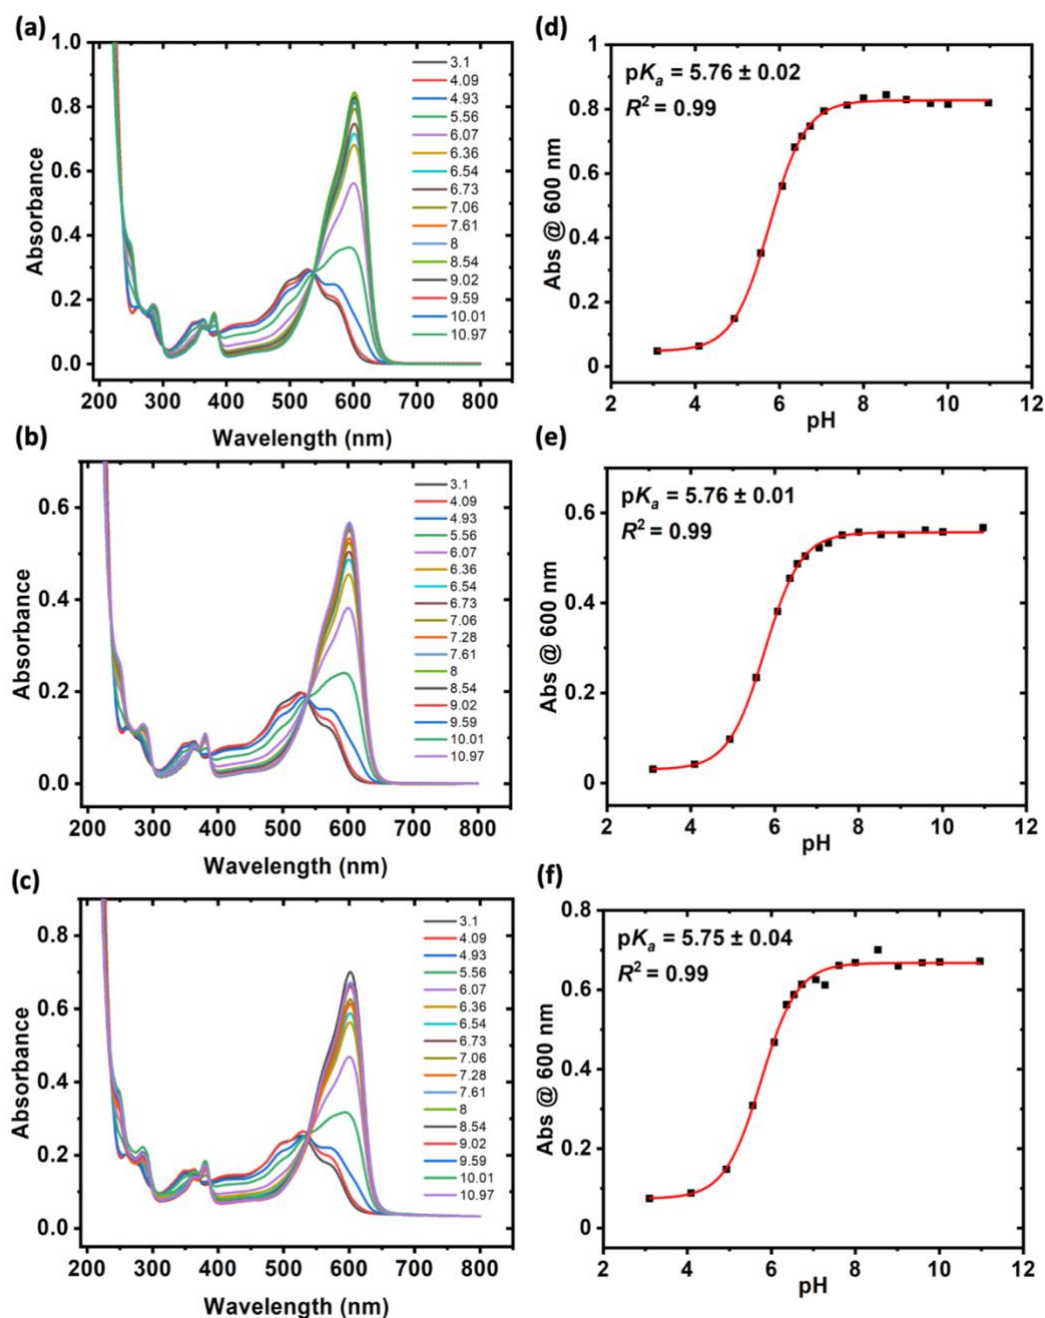 (a)
1.0
0.8
0.6
0.4
0.2
0.0
Absorbance
200 300 400 500 600 700 800
Wavelength (nm)
3.1
4.09
4.93
5.56
6.07
6.36
6.54
6.73
7.06
7.61
8
8.54
9.02
9.59
10.01
10.97
(d)
pKa = 5.76 ± 0.02
R² = 0.99
1
0.8
0.6
0.4
0.2
0
Abs @ 600 nm
2 4 6 8 10 12
pH
(b)
0.6
0.4
0.2
0.0
Absorbance
200 300 400 500 600 700 800
Wavelength (nm)
3.1
4.09
4.93
5.56
6.07
6.36
6.54
6.73
7.06
7.28
7.61
8
8.54
9.02
9.59
10.01
10.97
(e)
pKa = 5.76 ± 0.01
R² = 0.99
0.6
0.4
0.2
0
Abs @ 600 nm
2 4 6 8 10 12
pH
(c)
0.8
0.6
0.4
0.2
0.0
Absorbance
200 300 400 500 600 700 800
Wavelength (nm)
3.1
4.09
4.93
5.56
6.07
6.36
6.54
6.73
7.06
7.28
7.61
8
8.54
9.02
9.59
10.01
10.97
(f)
pKa = 5.75 ± 0.04
R² = 0.99
0.8
0.6
0.4
0.2
0
Abs @ 600 nm
2 4 6 8 10 12
pH